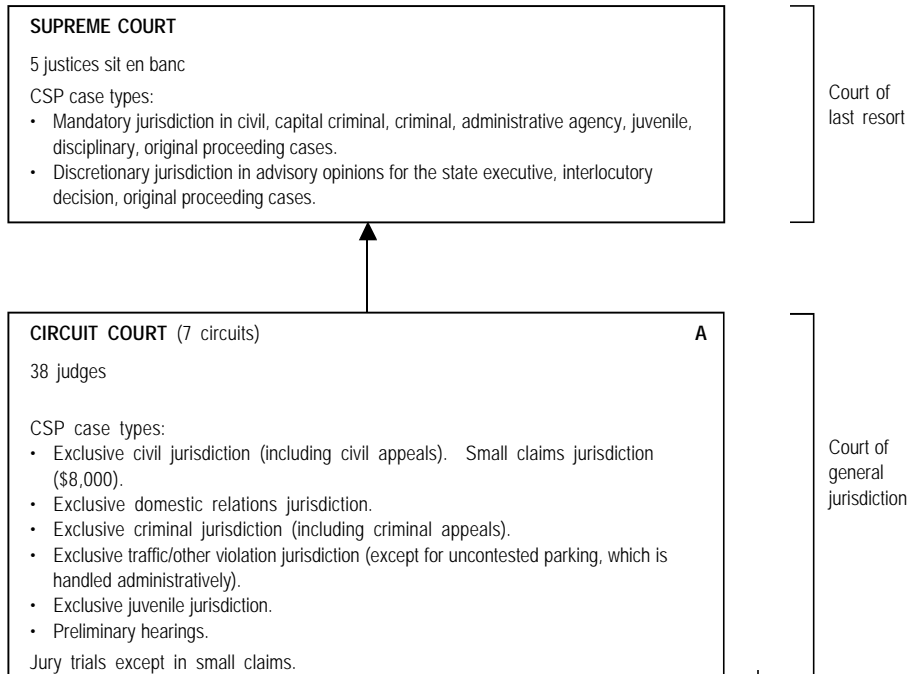 SUPREME COURT
5 justices sit en banc
CSP case types:
• Mandatory jurisdiction in civil, capital criminal, criminal, administrative agency, juvenile,
disciplinary, original proceeding cases.
• Discretionary jurisdiction in advisory opinions for the state executive, interlocutory
decision, original proceeding cases.
Court of
last resort
CIRCUIT COURT (7 circuits) A
38 judges
CSP case types:
• Exclusive civil jurisdiction (including civil appeals). Small claims jurisdiction
($8,000).
• Exclusive domestic relations jurisdiction.
• Exclusive criminal jurisdiction (including criminal appeals).
• Exclusive traffic/other violation jurisdiction (except for uncontested parking, which is
handled administratively).
• Exclusive juvenile jurisdiction.
• Preliminary hearings.
Jury trials except in small claims.
Court of
general
jurisdiction